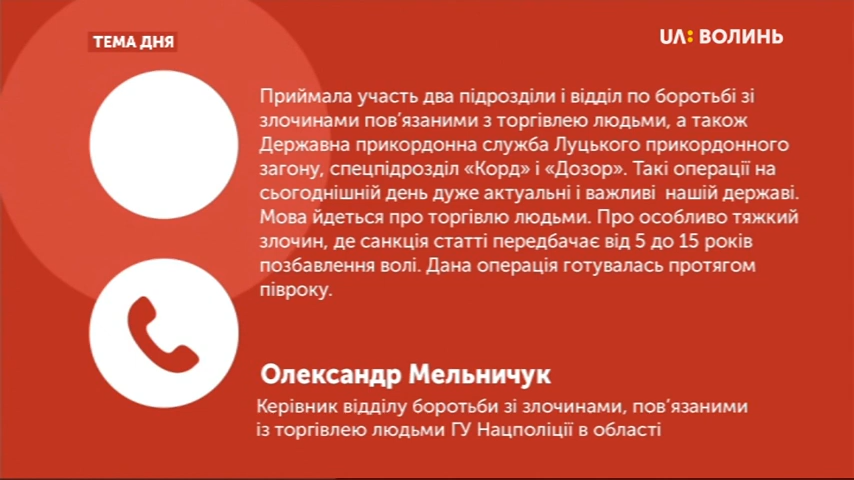 ТЕМА ДНЯ
UA: ВОЛИНЬ
Приймала участь два підрозділи і відділ по боротьбі зі
злочинами пов’язаними з торгівлею людьми, а також
Державна прикордонна служба Луцького прикордонного
загону, спецпідрозділ «Корд» і «Дозор». Такі операції на
сьогоднішній день дуже актуальні і важливі нашій державі.
Мова йдеться про торгівлю людьми. Про особливо тяжкий
злочин, де санкція статті передбачає від 5 до 15 років
позбавлення волі. Дана операція готувалась протягом
півроку.
Олександр Мельничук
Керівник відділу боротьби зі злочинами, пов’язаними
із торгівлею людьми ГУ Нацполіції в області